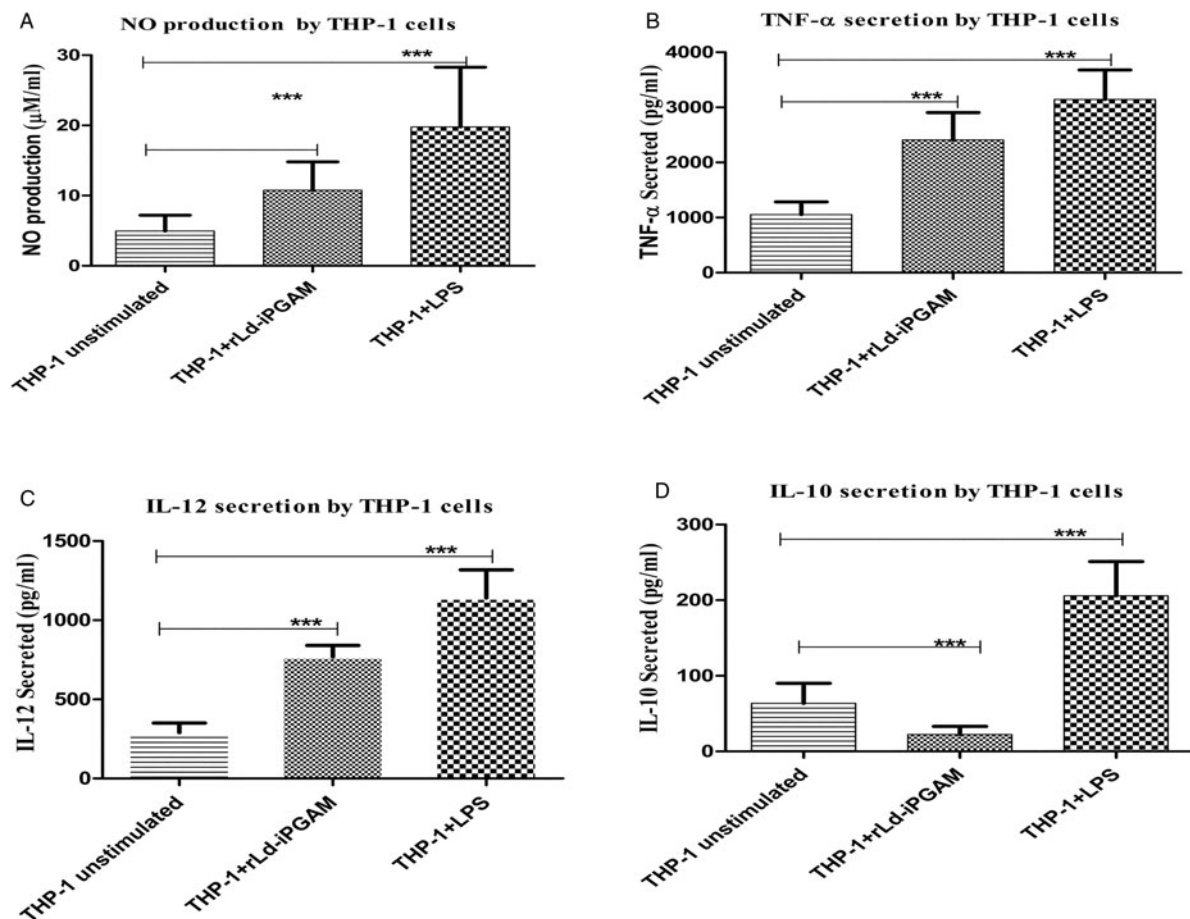 A
NO production by THP-1 cells
NO production (μM/ml)
30
20
10
0
***
***
THP-1 unstimulated
THP-1+rLd-iPGAM
THP-1+LPS
B
TNF-α secretion by THP-1 cells
TNF-α Secreted (pg/ml)
4000
3000
2000
1000
0
***
***
THP-1 unstimulated
THP-1+rLd-iPGAM
THP-1+LPS
C
IL-12 secretion by THP-1 cells
IL-12 Secreted (pg/ml)
1500
1000
500
0
***
***
THP-1 unstimulated
THP-1+rLd-iPGAM
THP-1+LPS
D
IL-10 secretion by THP-1 cells
IL-10 Secreted (pg/ml)
300
200
100
0
***
***
THP-1 unstimulated
THP-1+rLd-iPGAM
THP-1+LPS